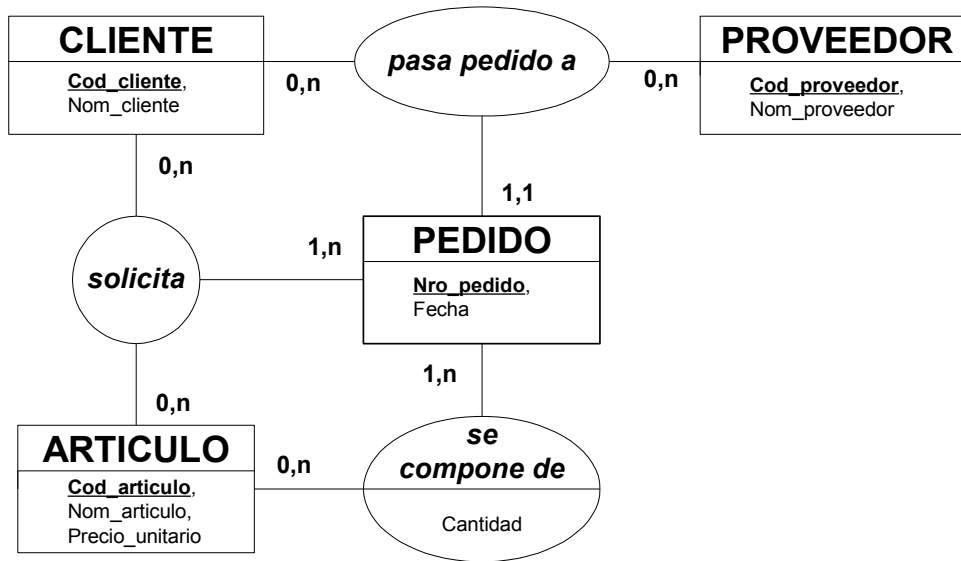 CLIENTE
Cod_cliente,
Nom_cliente
0,n
pasa pedido a
0,n
PROVEEDOR
Cod_proveedor,
Nom_proveedor
0,n
1,1
solicita
1,n
PEDIDO
Nro_pedido,
Fecha
0,n
1,n
ARTICULO
Cod_articulo,
Nom_articulo,
Precio_unitario
0,n
se
compone de
Cantidad